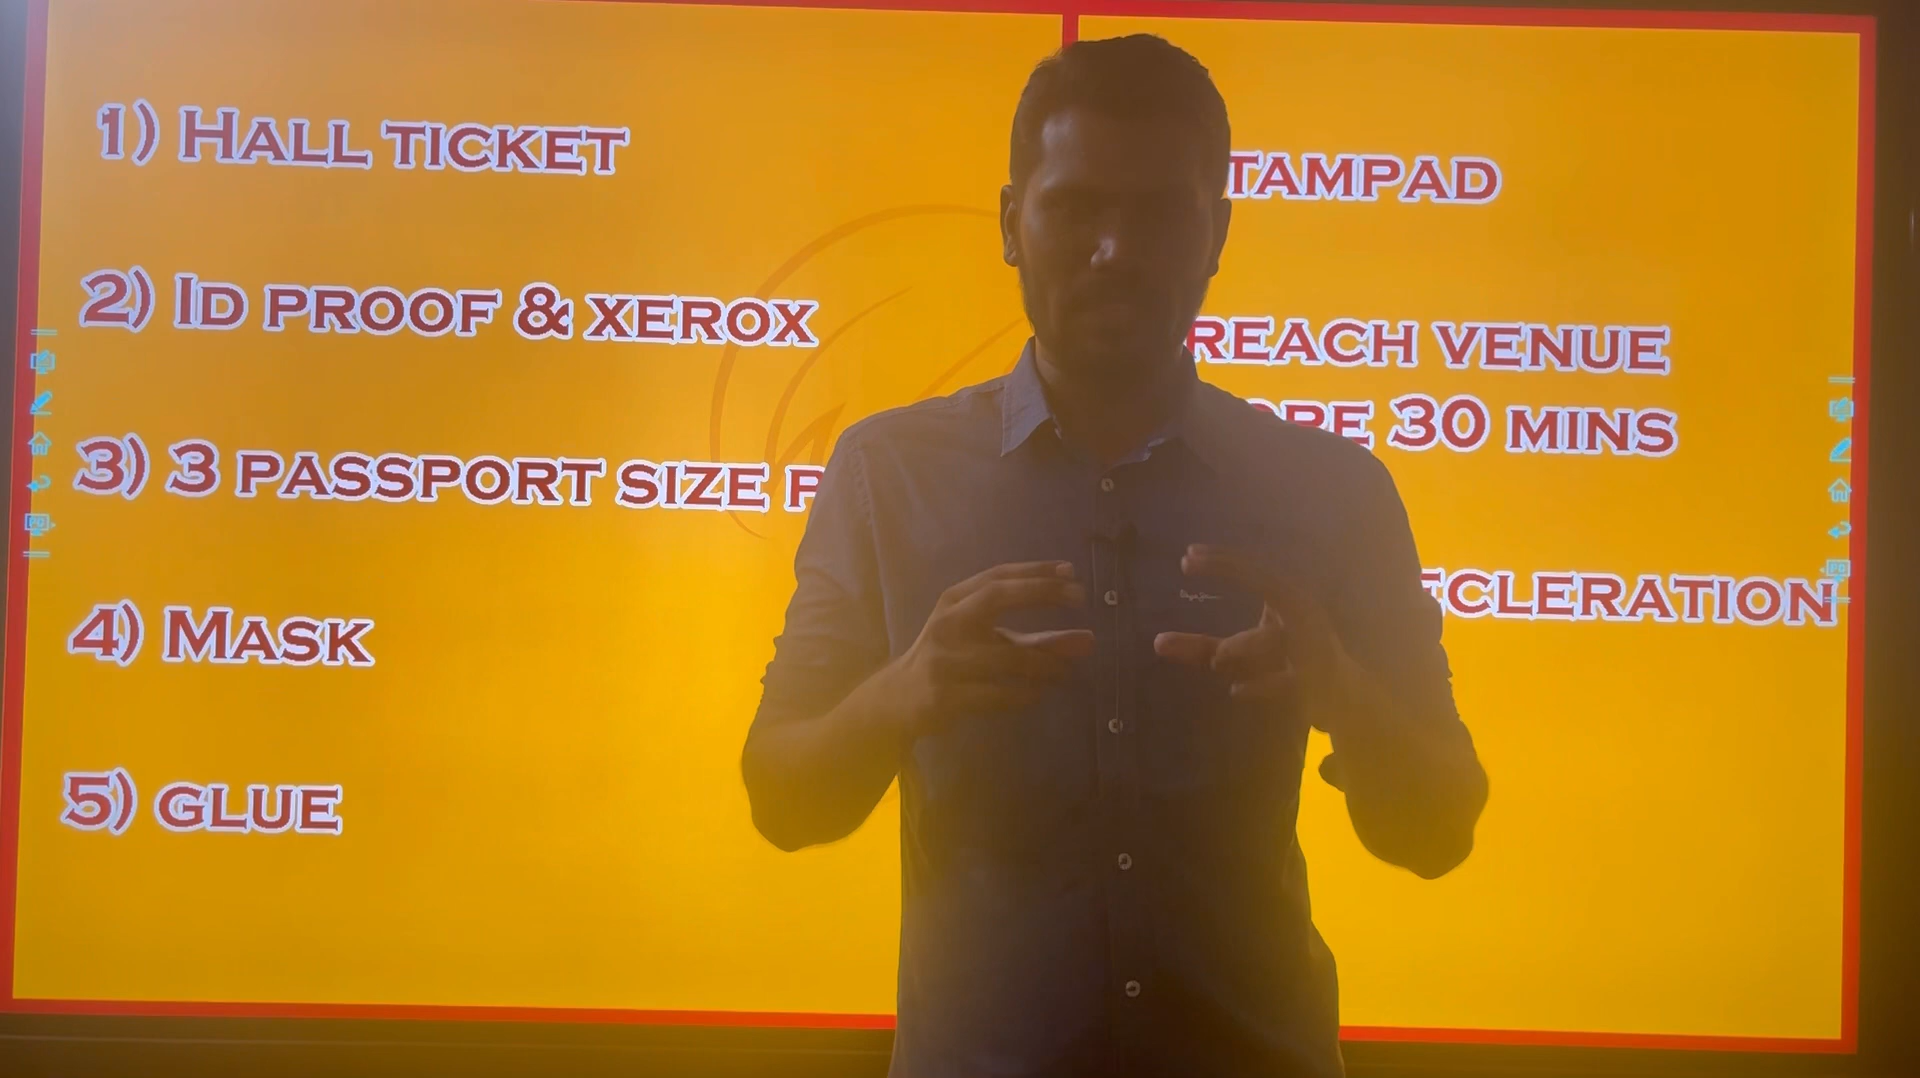 1) HALL TICKET
2) ID PROOF & XEROX
3) 3 PASSPORT SIZE
4) MASK
5) GLUE
TAMPAD
REACH VENUE
30 MINS
ECLERATION